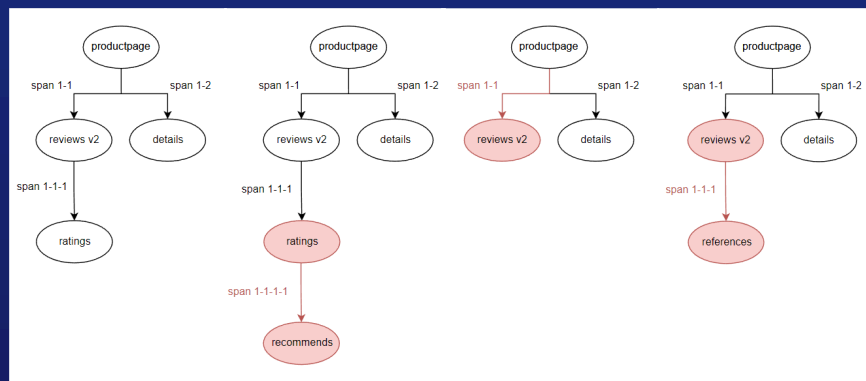 productpage
span 1-1
span 1-2
reviews v2
details
span 1-1-1
ratings
productpage
span 1-1
span 1-2
reviews v2
details
span 1-1-1
ratings
span 1-1-1-1
recommends
productpage
span 1-1
span 1-2
reviews v2
details
productpage
span 1-1
span 1-2
reviews v2
details
span 1-1-1
references